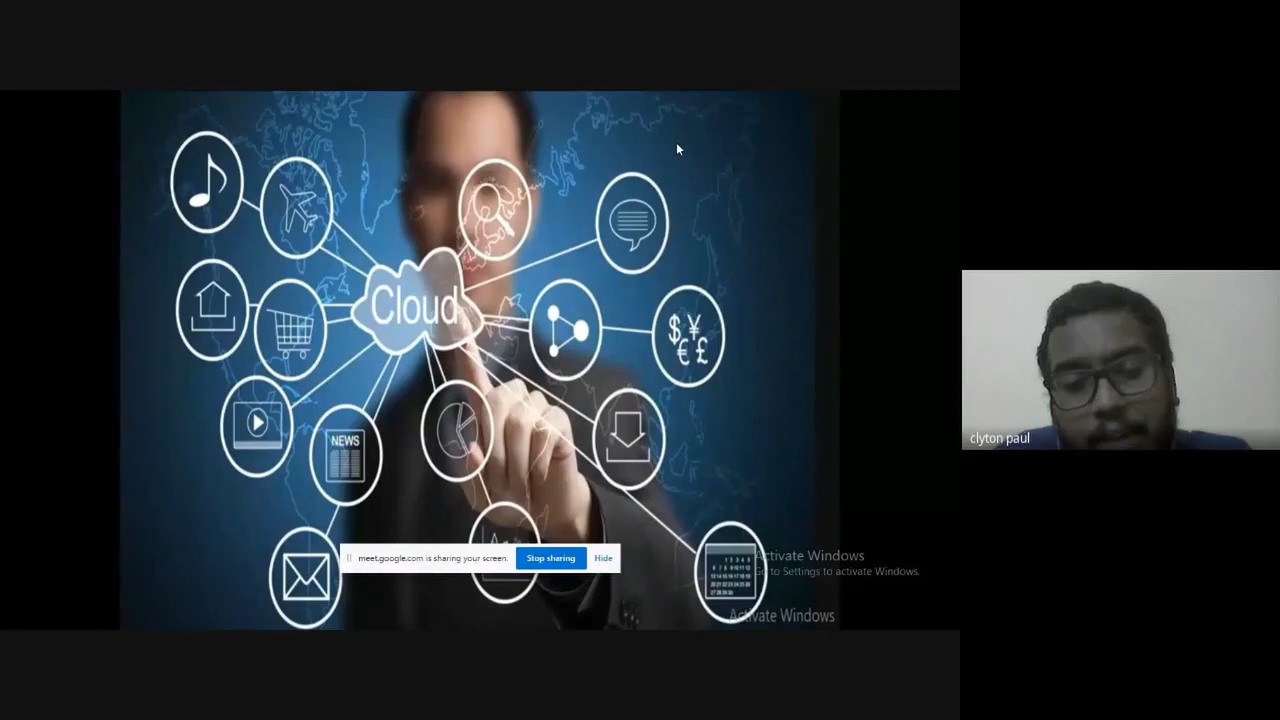 Cloud
$ ¥
€ £
NEWS
meet.google.com is sharing your screen.
Stop sharing
Hide
Activate Windows
Go to Settings to activate Windows.
Activate Windows
clyton paul